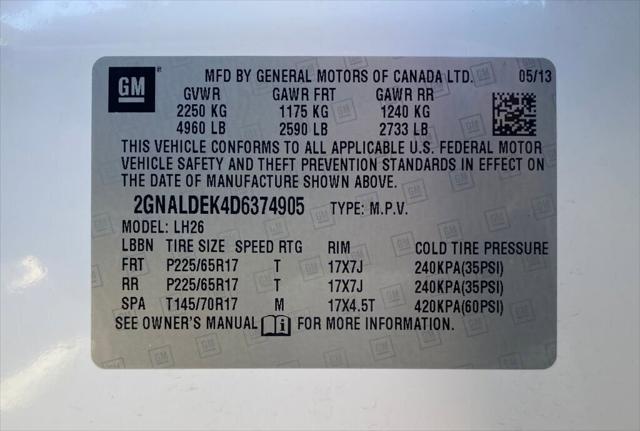 GM ® MFD BY GENERAL MOTORS OF CANADA LTD. 05/13
GVWR GAWR FRT GAWR RR
2250 KG 1175 KG 1240 KG
4960 LB 2590 LB 2733 LB
THIS VEHICLE CONFORMS TO ALL APPLICABLE U.S. FEDERAL MOTOR
VEHICLE SAFETY AND THEFT PREVENTION STANDARDS IN EFFECT ON
THE DATE OF MANUFACTURE SHOWN ABOVE.
2GNALDEK4D6374905 TYPE: M.P.V.
MODEL: LH26
LBBN TIRE SIZE SPEED RTG RIM COLD TIRE PRESSURE
FRT P225/65R17 T 17X7J 240KPA(35PSI)
RR P225/65R17 T 17X7J 240KPA(35PSI)
SPA T145/70R17 M 17X4.5T 420KPA(60PSI)
SEE OWNER'S MANUAL i FOR MORE INFORMATION.